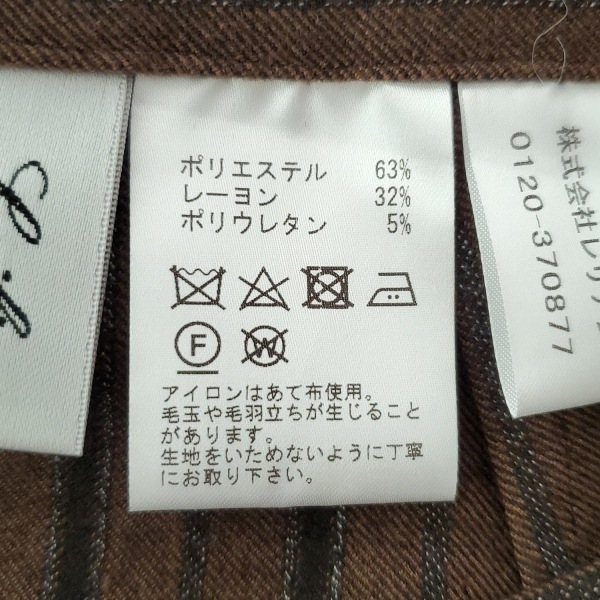 ポリエステル 63%
レーヨン 32%
ポリウレタン 5%
F
W
アイロンはあて布使用。
毛玉や毛羽立ちが生じること
があります。
生地をいためないように丁寧
にお取り下さい。
株式会社レリア
0120-370877